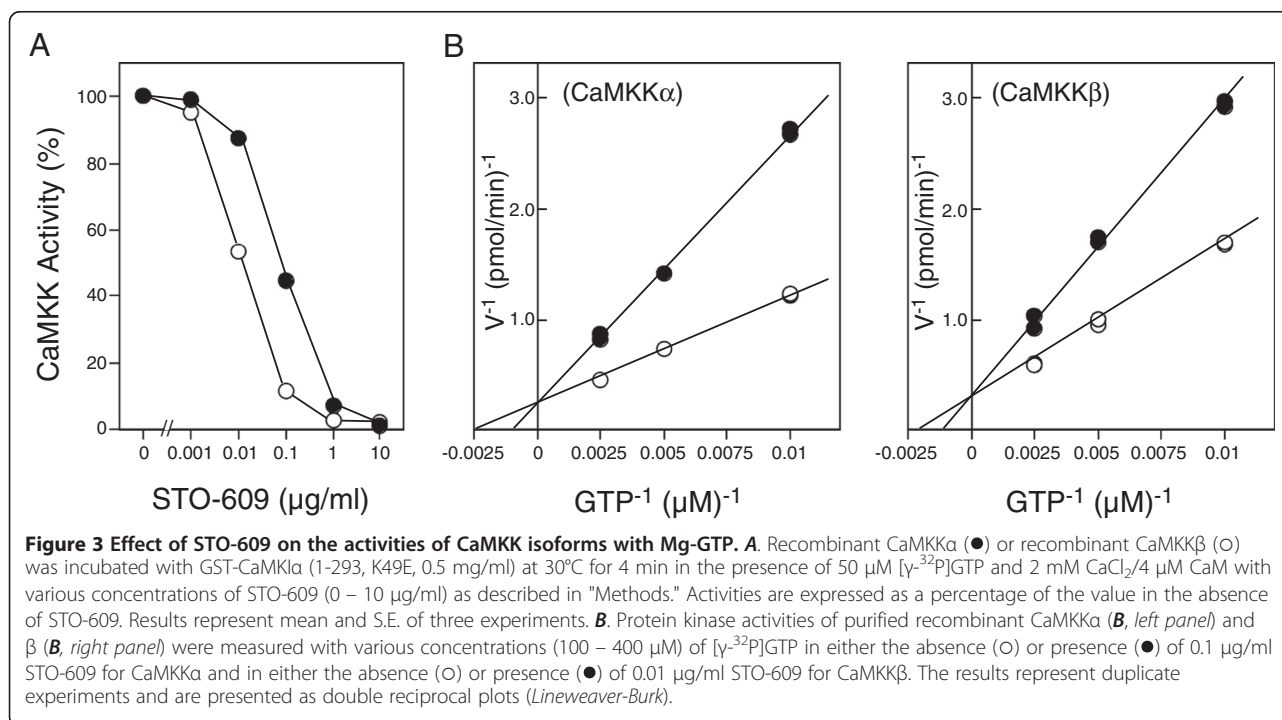 A
B
CaMKK Activity (%)
100
80
60
40
20
0
0
0.001
0.01
0.1
1
10
STO-609 (µg/ml)
(CaMKKα)
V⁻¹ (pmol/min)⁻¹
3.0
2.0
1.0
-0.0025
0
0.0025
0.005
0.0075
0.01
GTP⁻¹ (µM)⁻¹
(CaMKKβ)
V⁻¹ (pmol/min)⁻¹
3.0
2.0
1.0
-0.0025
0
0.0025
0.005
0.0075
0.01
GTP⁻¹ (µM)⁻¹
Figure 3 Effect of STO-609 on the activities of CaMKK isoforms with Mg-GTP. A. Recombinant CaMKKα (●) or recombinant CaMKKβ (○)
was incubated with GST-CaMKIα (1-293, K49E, 0.5 mg/ml) at 30°C for 4 min in the presence of 50 µM [γ-³²P]GTP and 2 mM CaCl₂/4 µM CaM with
various concentrations of STO-609 (0 – 10 µg/ml) as described in "Methods." Activities are expressed as a percentage of the value in the absence
of STO-609. Results represent mean and S.E. of three experiments. B. Protein kinase activities of purified recombinant CaMKKα (B, left panel) and
β (B, right panel) were measured with various concentrations (100 – 400 µM) of [γ-³²P]GTP in either the absence (○) or presence (●) of 0.1 µg/ml
STO-609 for CaMKKα and in either the absence (○) or presence (●) of 0.01 µg/ml STO-609 for CaMKKβ. The results represent duplicate
experiments and are presented as double reciprocal plots (Lineweaver-Burk).